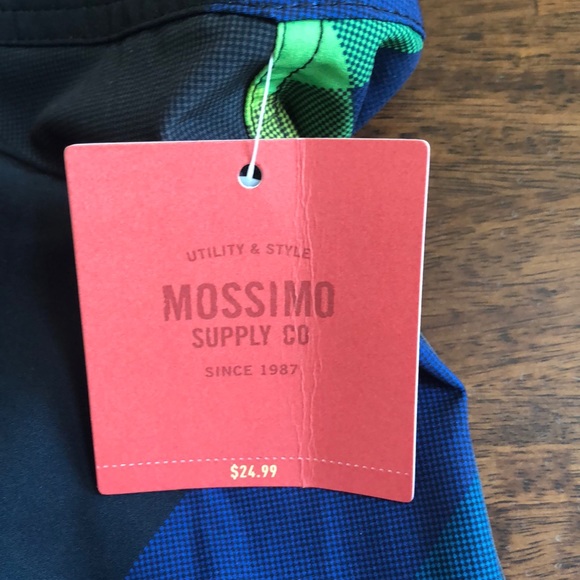 UTILITY & STYLE
MOSSIMO
SUPPLY CO
SINCE 1987
$24.99